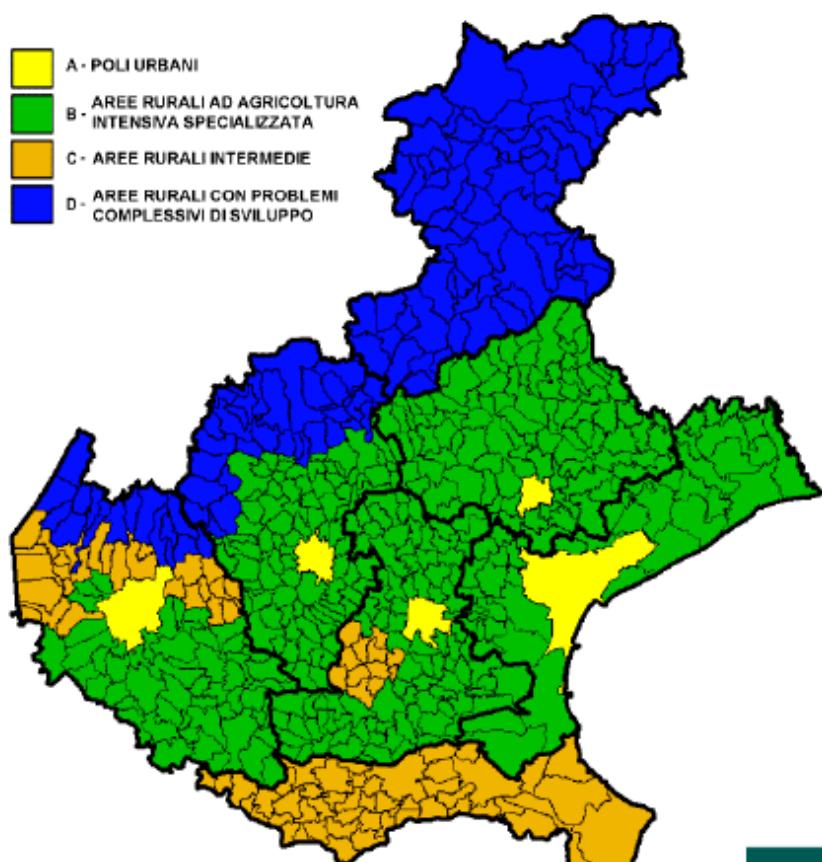 A - POLI URBANI
B - AREE RURALI AD AGRICOLTURA
INTENSIVA SPECIALIZZATA
C - AREE RURALI INTERMEDIE
D - AREE RURALI CON PROBLEMI
COMPLESSIVI DI SVILUPPO